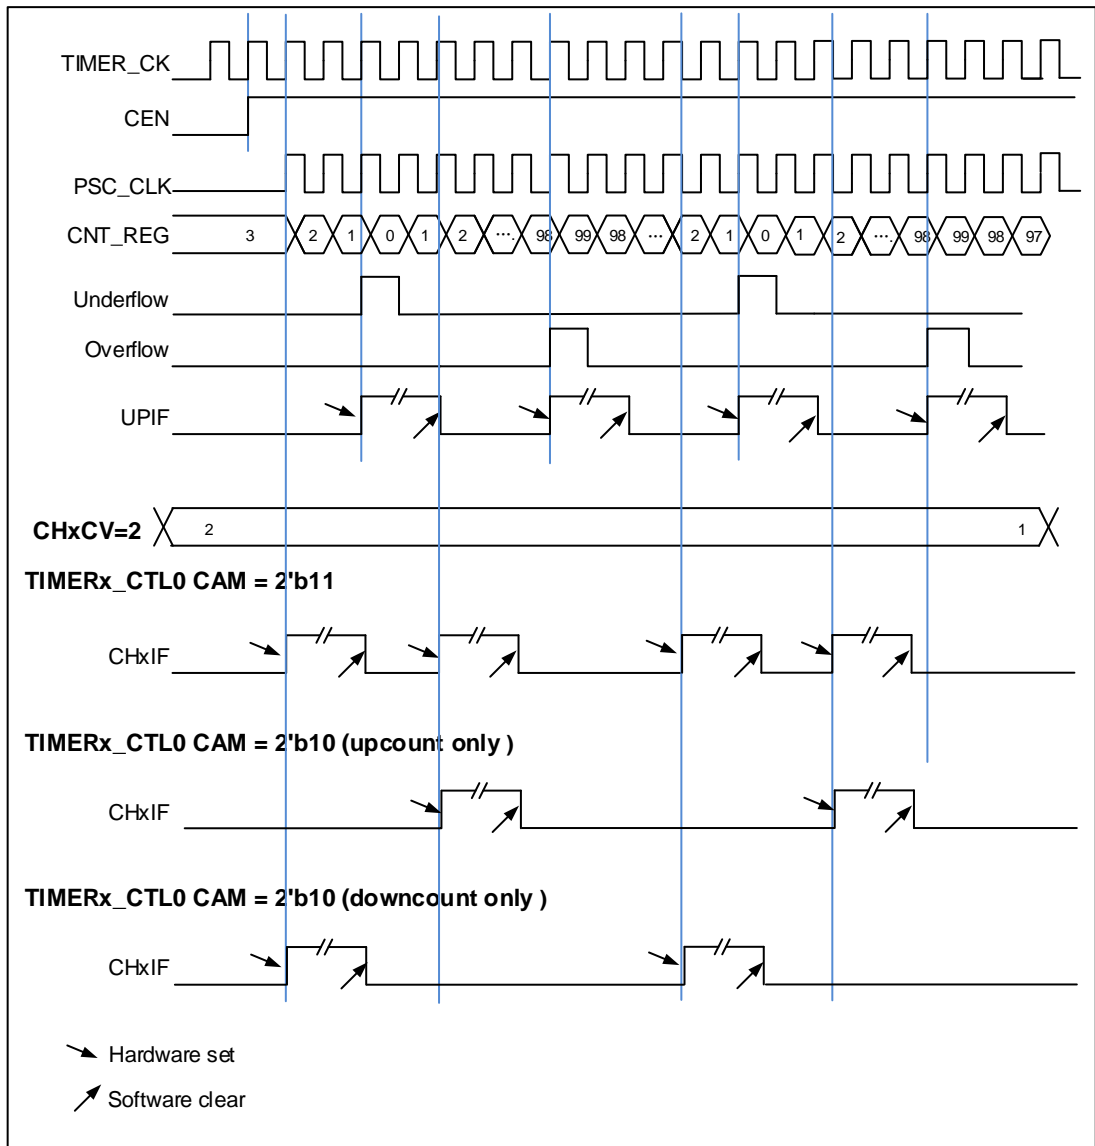 TIMER_CK
CEN
PSC_CLK
CNT_REG 3 2 1 0 1 2 .... 98 99 98 ... 2 1 0 1 2 .... 98 99 98 97
Underflow
Overflow
UPIF
CHxCV=2 2 1
TIMERx_CTL0 CAM = 2'b11
CHxIF
TIMERx_CTL0 CAM = 2'b10 (upcount only )
CHxIF
TIMERx_CTL0 CAM = 2'b10 (downcount only )
CHxIF
Hardware set
Software clear